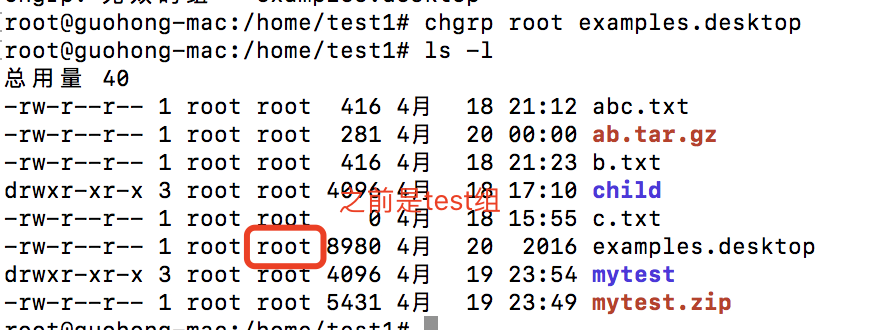 root@guohong-mac:/home/test1# chgrp root examples.desktop
root@guohong-mac:/home/test1# ls -l
总用量 40
-rw-r--r-- 1 root root  416 4月  18 21:12 abc.txt
-rw-r--r-- 1 root root  281 4月  20 00:00 ab.tar.gz
-rw-r--r-- 1 root root  416 4月  18 21:23 b.txt
drwxr-xr-x 3 root root 4096 4月  18 17:10 child
之前是test组
-rw-r--r-- 1 root root    0 4月  18 15:55 c.txt
-rw-r--r-- 1 root root 8980 4月  20  2016 examples.desktop
drwxr-xr-x 3 root root 4096 4月  19 23:54 mytest
-rw-r--r-- 1 root root 5431 4月  19 23:49 mytest.zip
root@guohong-mac:/home/test1#